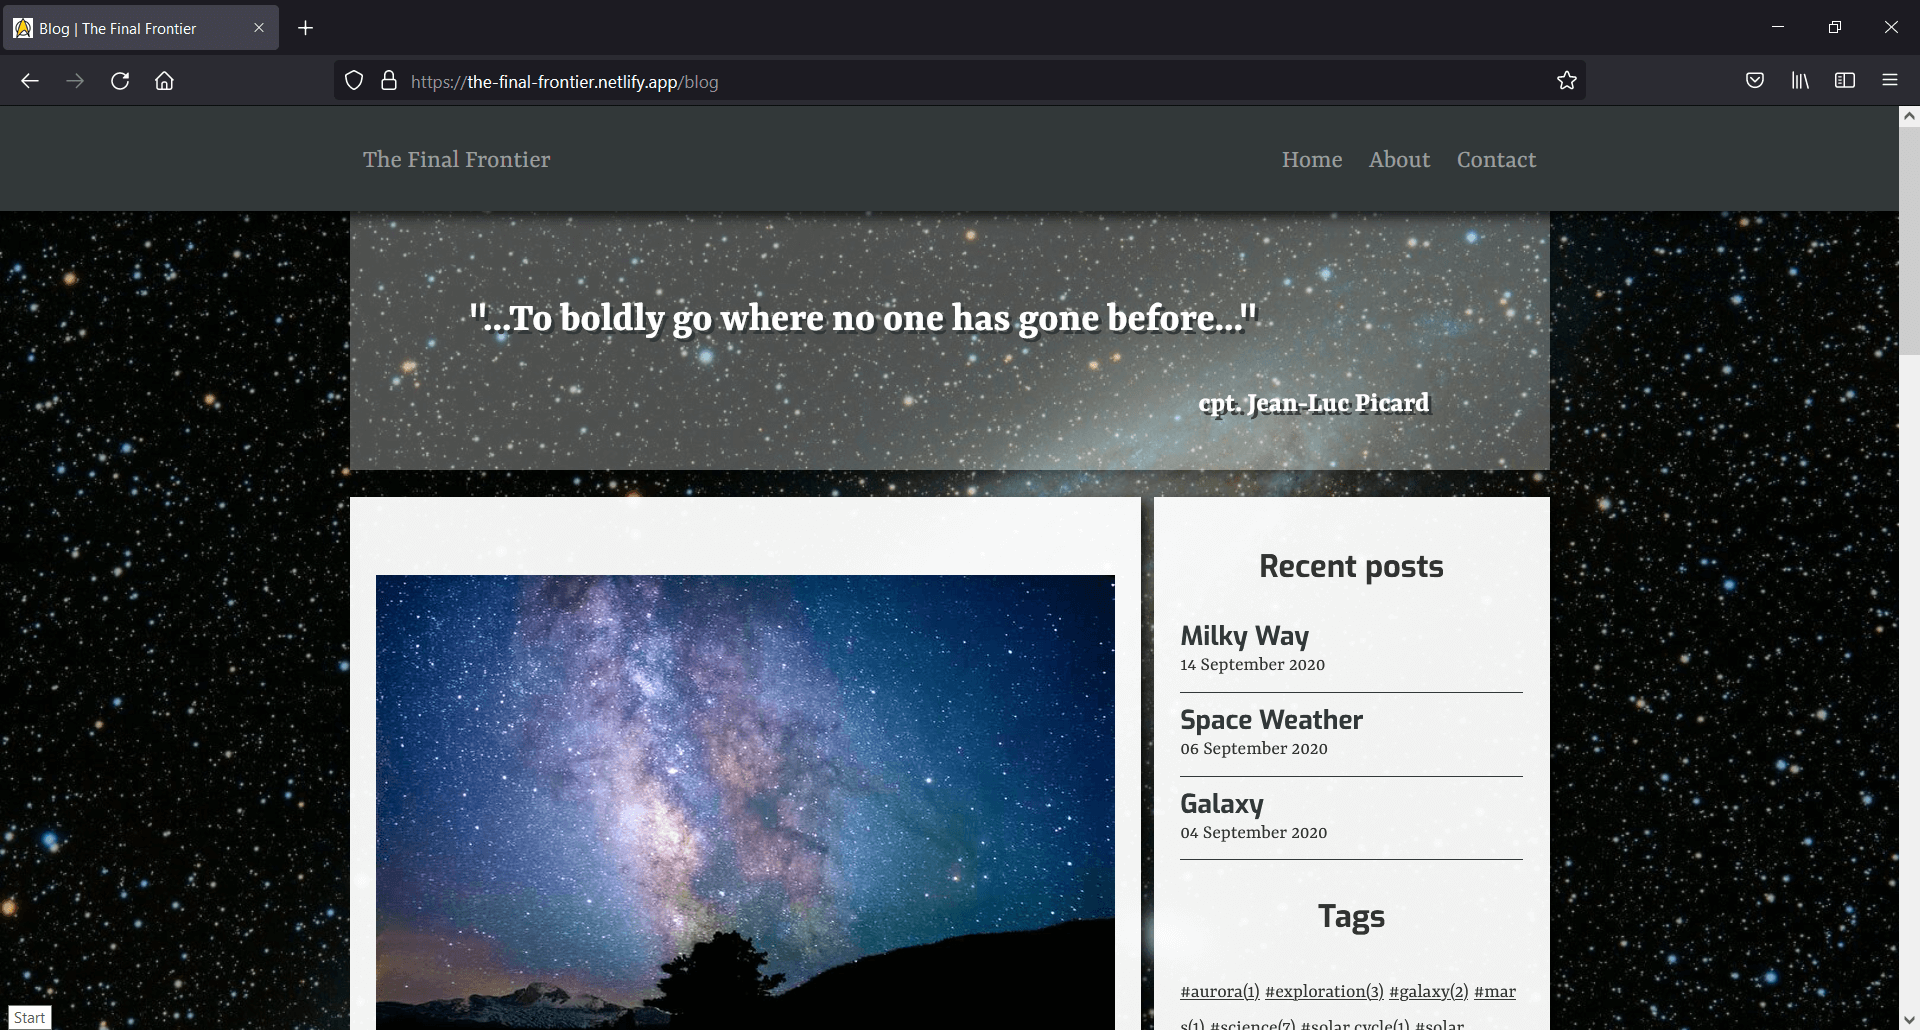 Blog | The Final Frontier
https://the-final-frontier.netlify.app/blog
The Final Frontier
Home About Contact
"...To boldly go where no one has gone before..."
cpt. Jean-Luc Picard
Recent posts
Milky Way
14 September 2020
Space Weather
06 September 2020
Galaxy
04 September 2020
Tags
#aurora(1) #exploration(3) #galaxy(2) #mar
s(1) #science(7) #solar cycle(1) #solar
Start